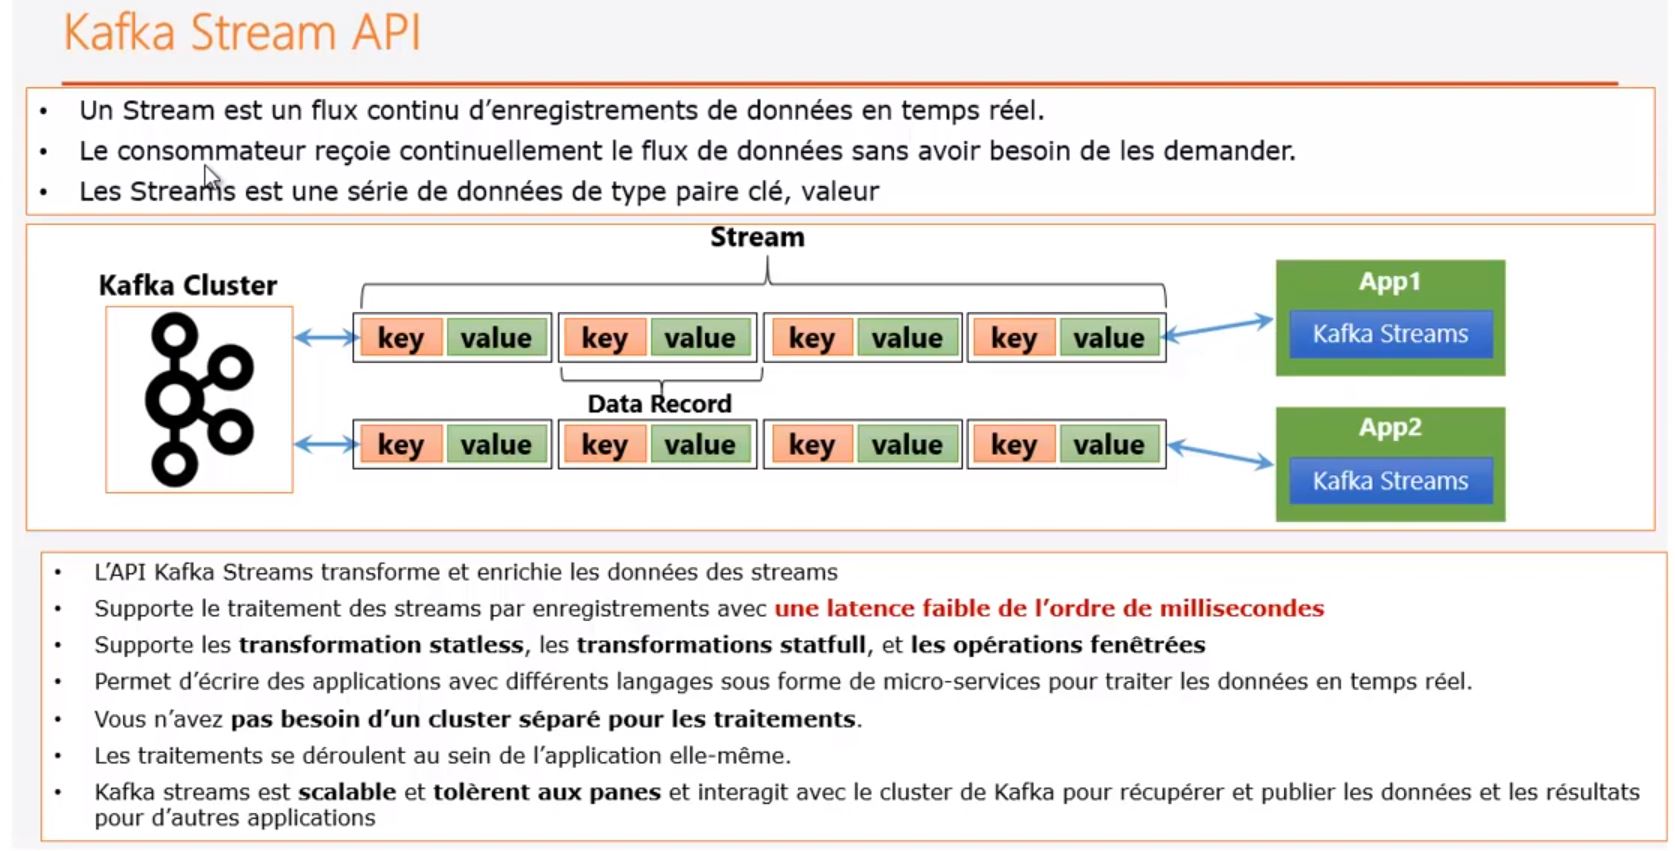 Kafka Stream API
• Un Stream est un flux continu d'enregistrements de données en temps réel.
• Le consommateur reçoie continuellement le flux de données sans avoir besoin de les demander.
• Les Streams est une série de données de type paire clé, valeur
Stream
Kafka Cluster
key value key value key value key value
App1
Kafka Streams
Data Record
key value key value key value key value
App2
Kafka Streams
• L'API Kafka Streams transforme et enrichie les données des streams
• Supporte le traitement des streams par enregistrements avec une latence faible de l'ordre de millisecondes
• Supporte les transformation statless, les transformations statfull, et les opérations fenêtrées
• Permet d'écrire des applications avec différents langages sous forme de micro-services pour traiter les données en temps réel.
• Vous n'avez pas besoin d'un cluster séparé pour les traitements.
• Les traitements se déroulent au sein de l'application elle-même.
• Kafka streams est scalable et tolèrent aux panes et interagit avec le cluster de Kafka pour récupérer et publier les données et les résultats
pour d'autres applications